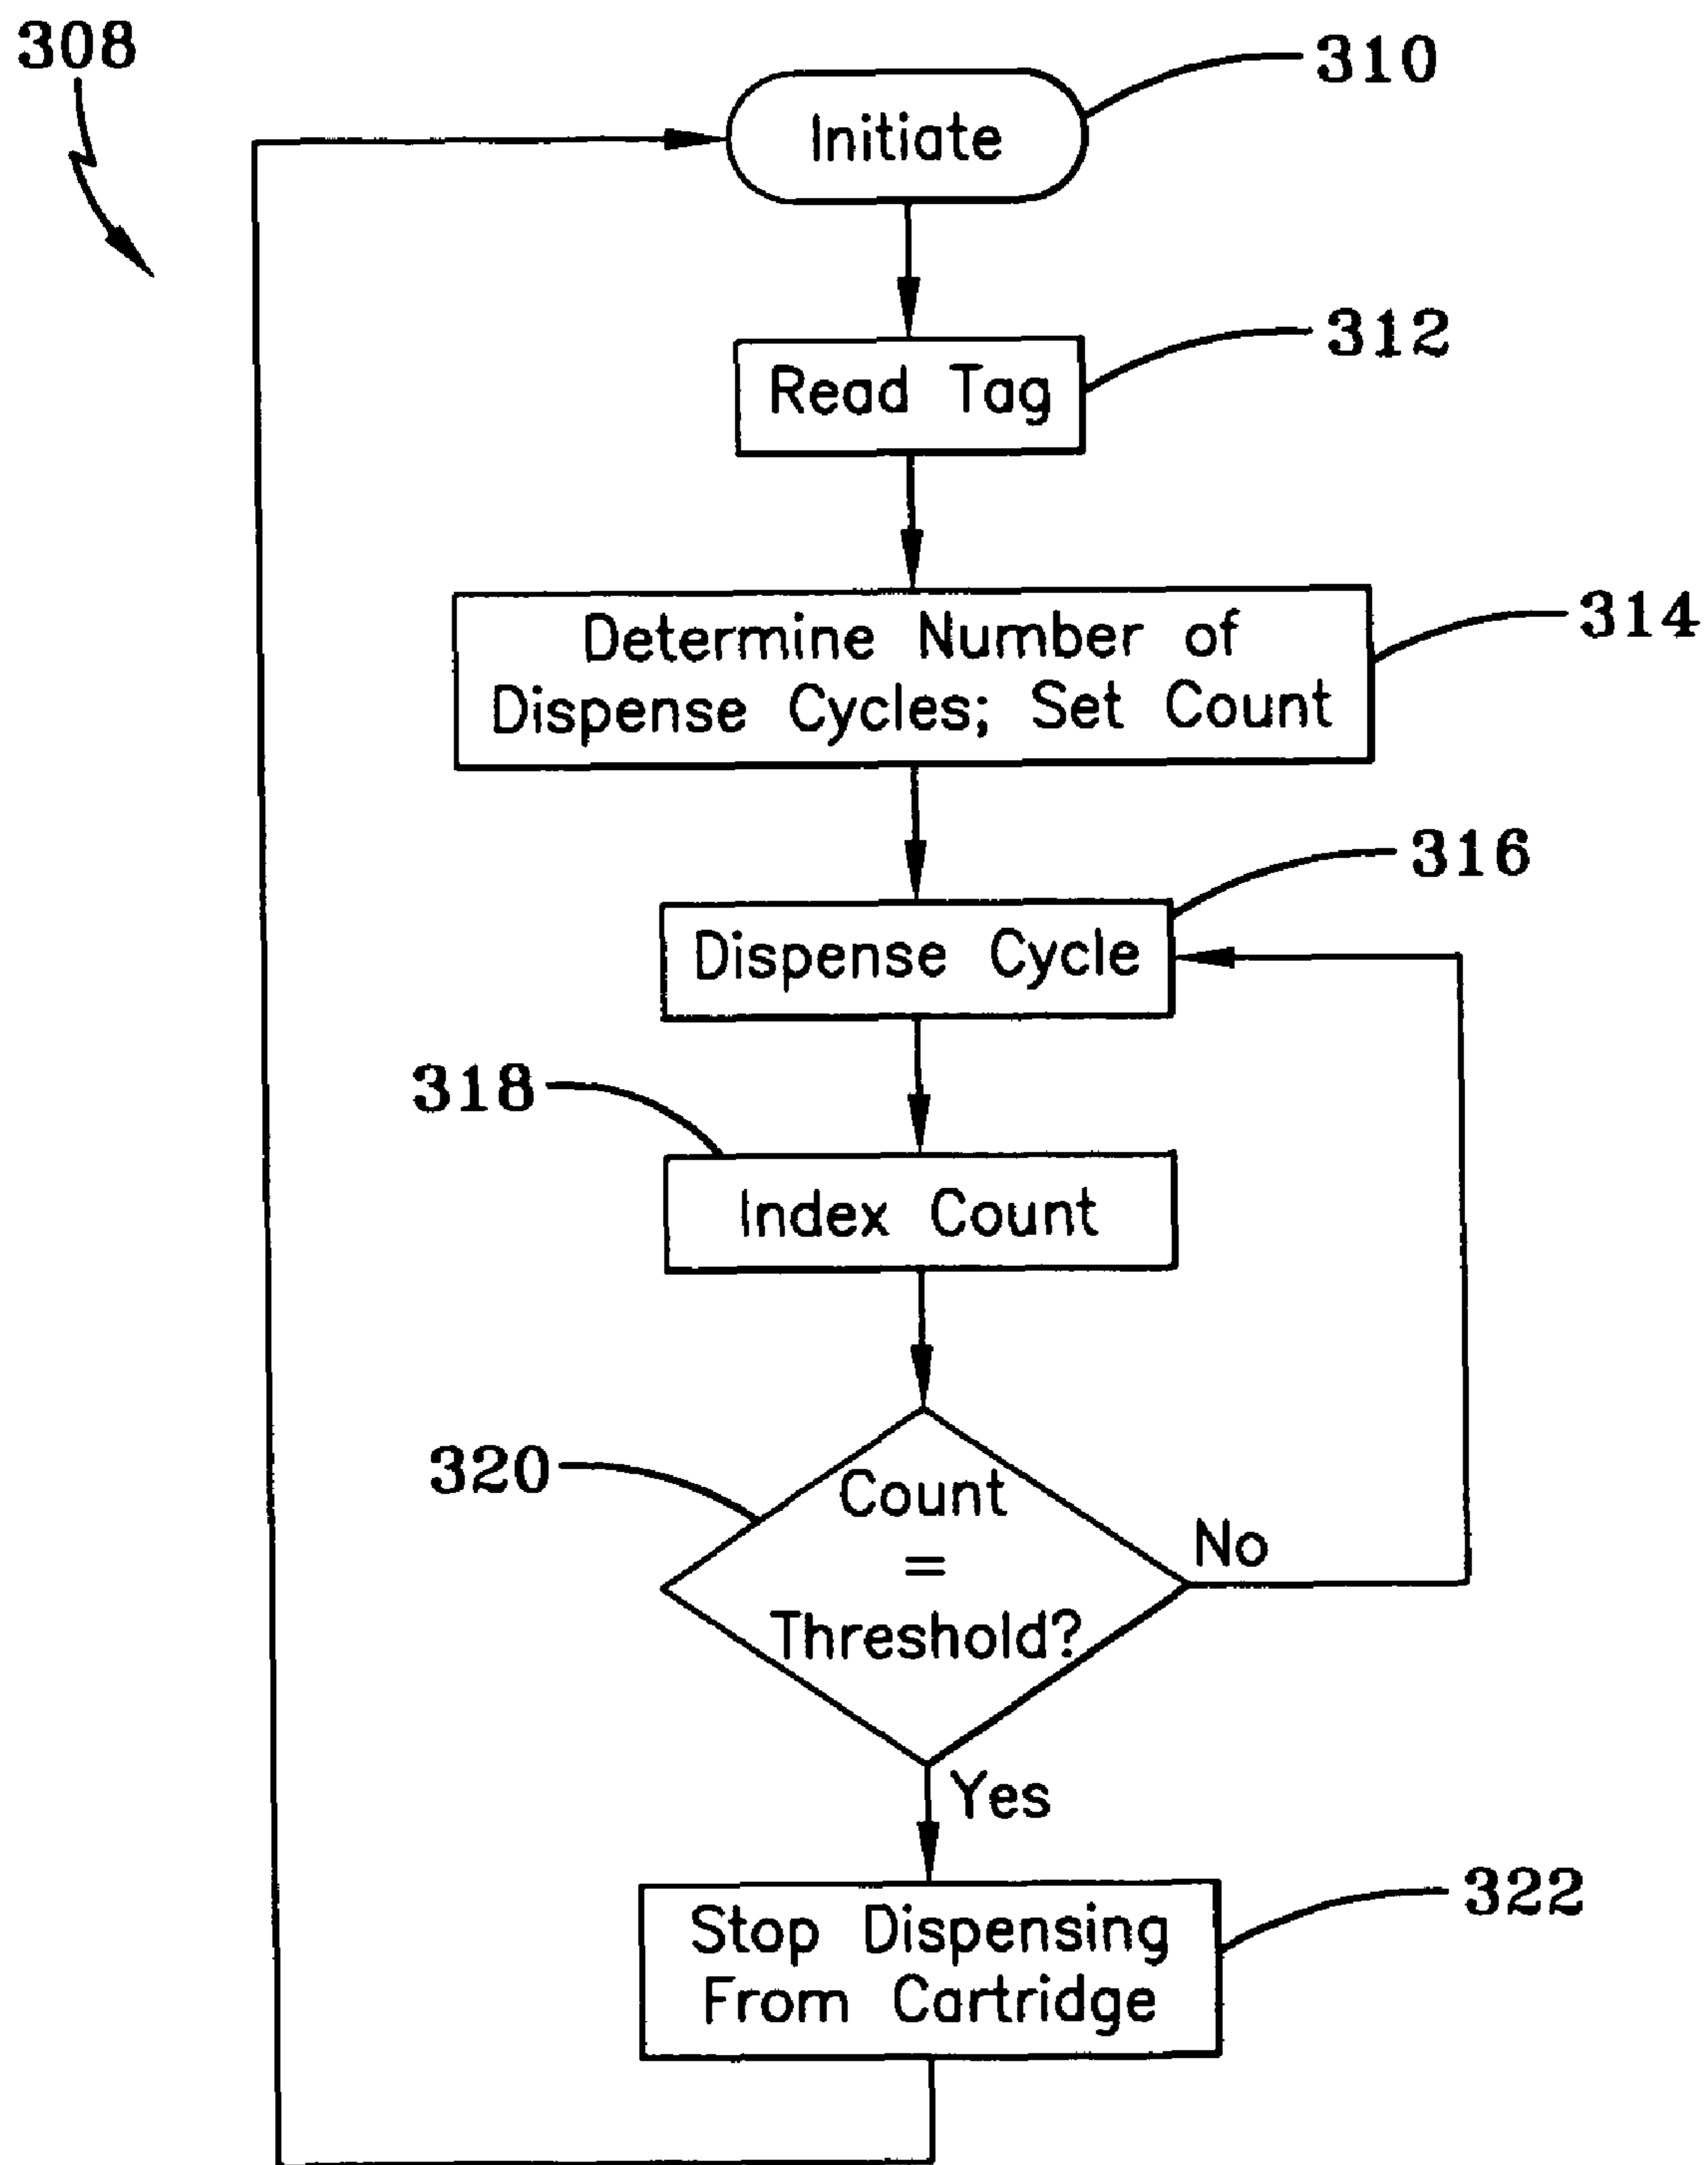 308
310
Initiate
312
Read Tag
314
Determine Number of
Dispense Cycles; Set Count
316
Dispense Cycle
318
Index Count
320
Count
=
Threshold?
No
Yes
322
Stop Dispensing
From Cartridge